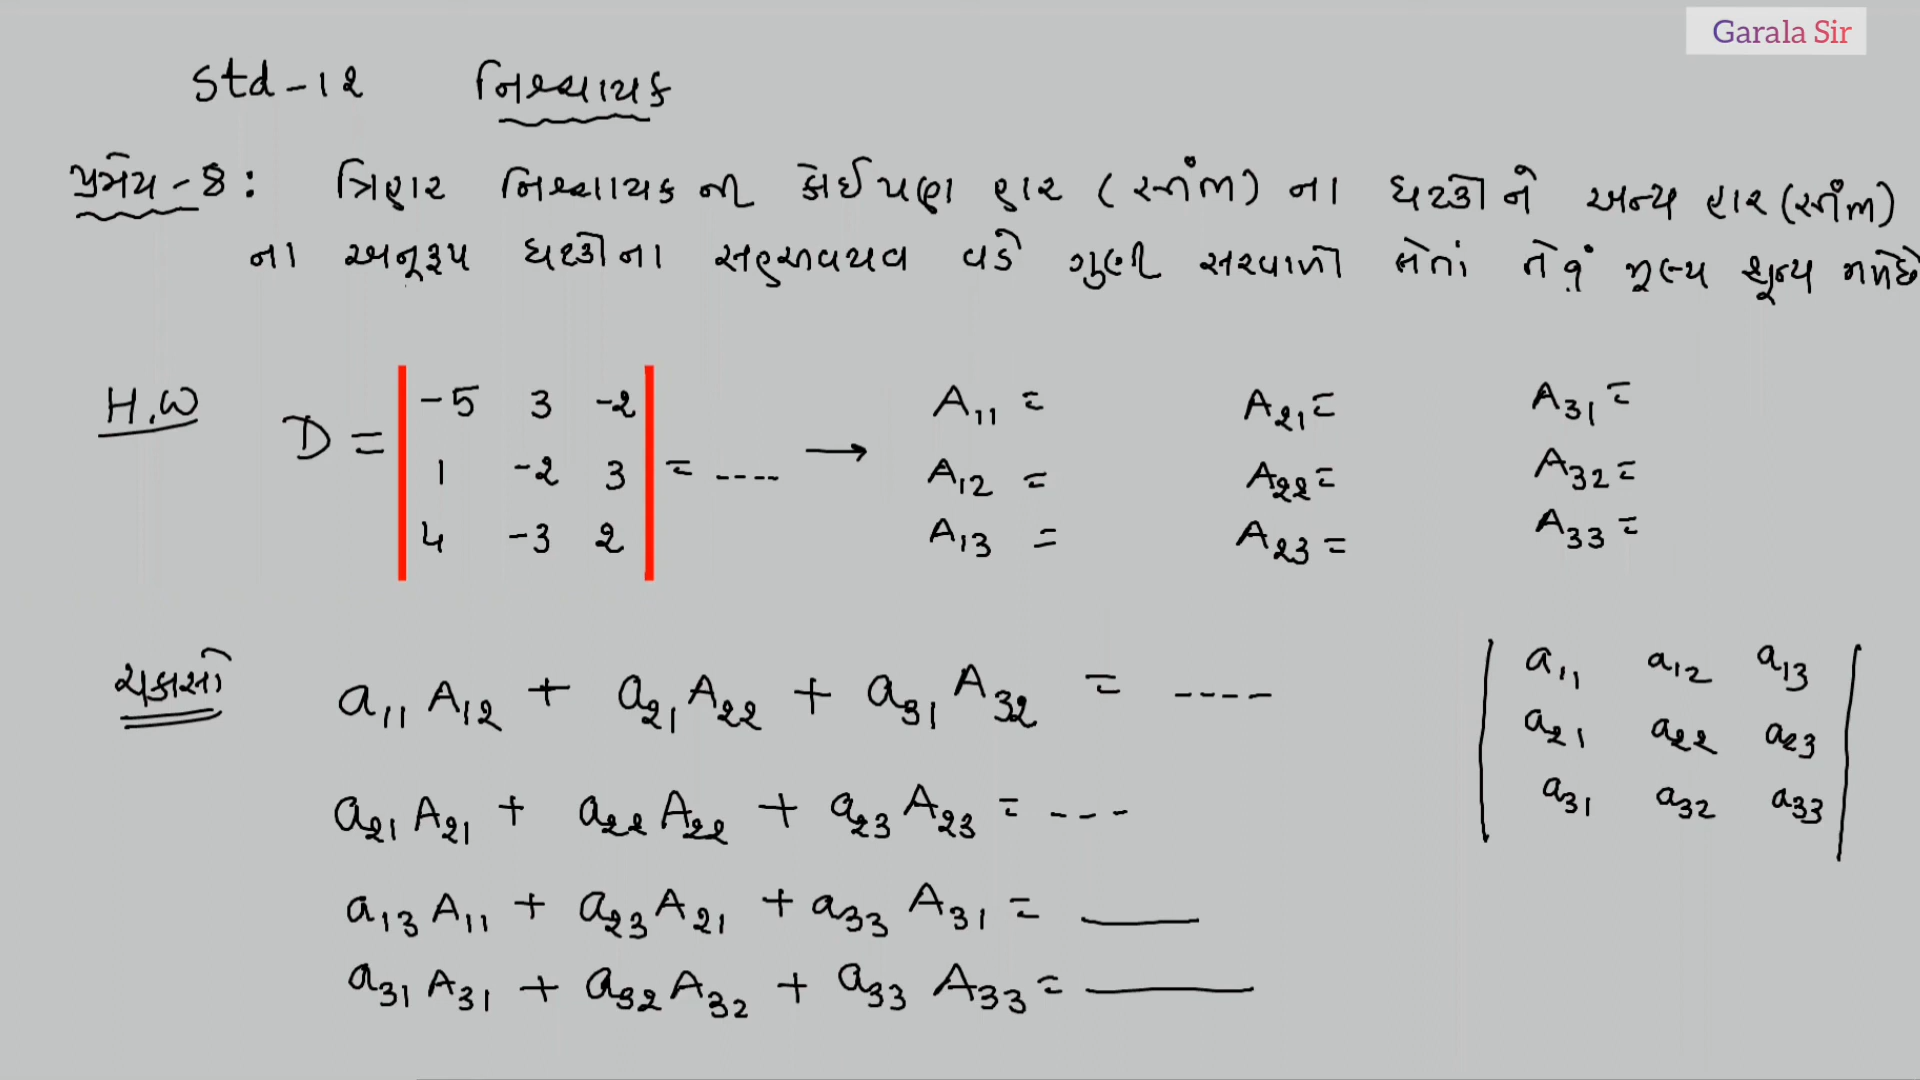 Garala Sir
Std-12 નિશ્ચાયક
પ્રમેય-8: ત્રિહાર નિશ્ચાયક ની કોઈપણ હાર (સ્તંભ) ના ઘટકો ને અન્ય હાર (સ્તંભ)
ના અનૂરૂપ ઘટકોના સહઅવયવ વડે ગુણી સરવાળો લેતાં તેનું મૂલ્ય શૂન્ય મળેછે
H.W D = | -5 3 -2 | A₁₁ = A₂₁ = A₃₁ =
| 1 -2 3 | = ---- → A₁₂ = A₂₂ = A₃₂ =
| 4 -3 2 | A₁₃ = A₂₃ = A₃₃ =
ચકાસો a₁₁ A₁₂ + a₂₁ A₂₂ + a₃₁ A₃₂ = ----
a₂₁ A₂₁ + a₂₂ A₂₂ + a₂₃ A₂₃ = ---
a₁₃ A₁₁ + a₂₃ A₂₁ + a₃₃ A₃₁ = ____
a₃₁ A₃₁ + a₃₂ A₃₂ + a₃₃ A₃₃ = ____
| a₁₁ a₁₂ a₁₃ |
| a₂₁ a₂₂ a₂₃ |
| a₃₁ a₃₂ a₃₃ |